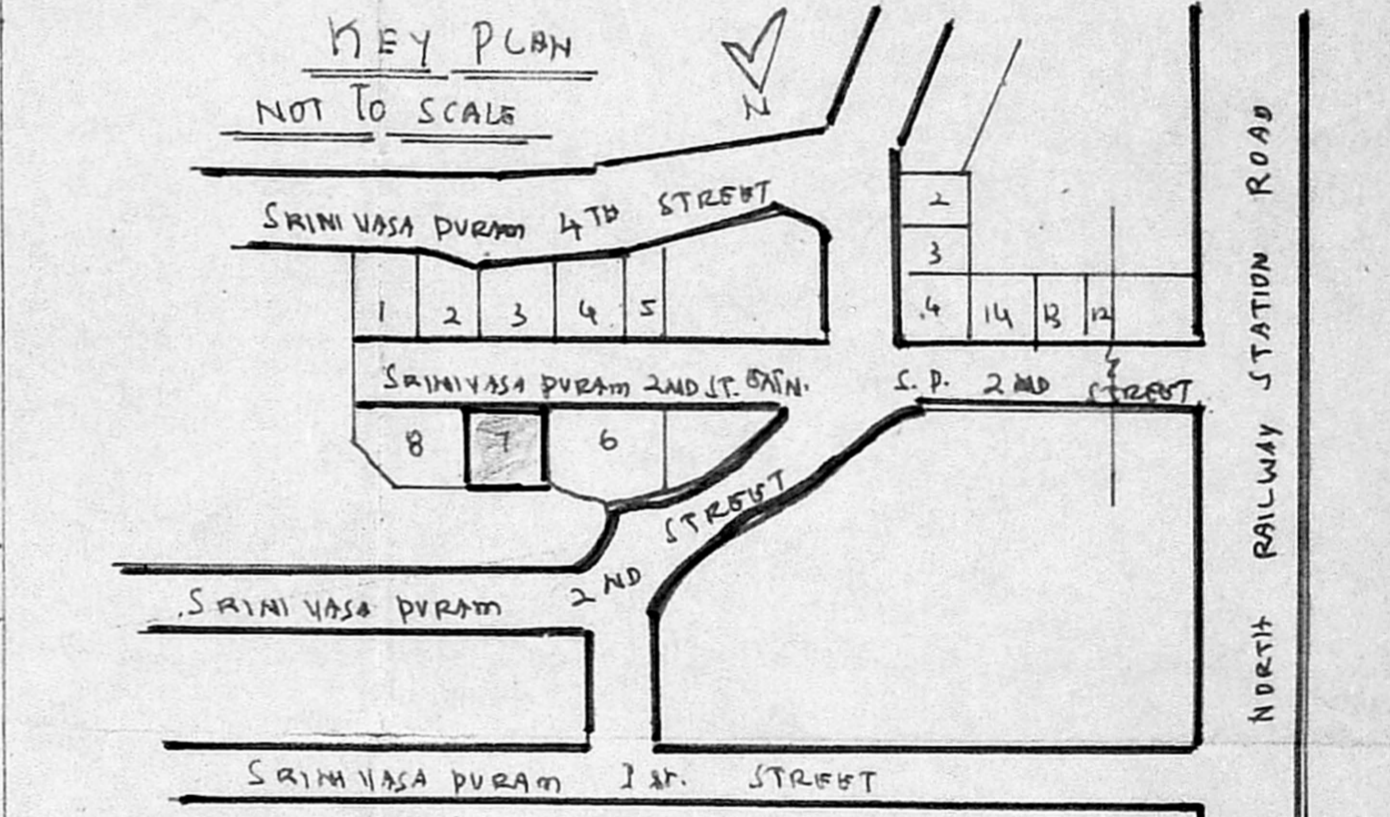 KEY PLAN
NOT TO SCALE
N
SRINIVASA PURAM 4TH STREET
1 2 3 4 5
2
3
.4 14 13 12
SRINIVASA PURAM 2ND ST. EXTN.
S. P. 2ND STREET
8 7 6
SRINIVASA PURAM 2ND STREET
SRINIVASA PURAM 1st. STREET
NORTH RAILWAY STATION ROAD